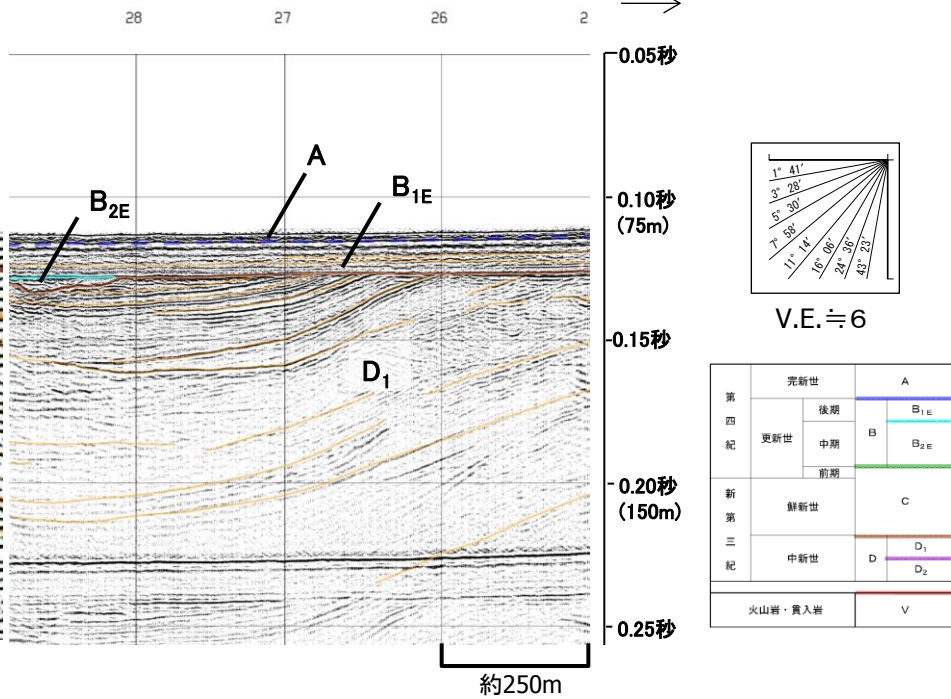 28 27 26 2
0.05秒
A
B1E
B2E
0.10秒
(75m)
0.15秒
D1
0.20秒
(150m)
0.25秒
約250m
1° 41′
3° 28′
5° 30′
7° 58′
11° 14′
16° 06′
24° 36′
43° 23′
V.E.≒6
第四紀 完新世 A
更新世 後期 B B1E
中期 B2E
前期
新第三紀 鮮新世 C
中新世 D D1
D2
火山岩・貫入岩 V